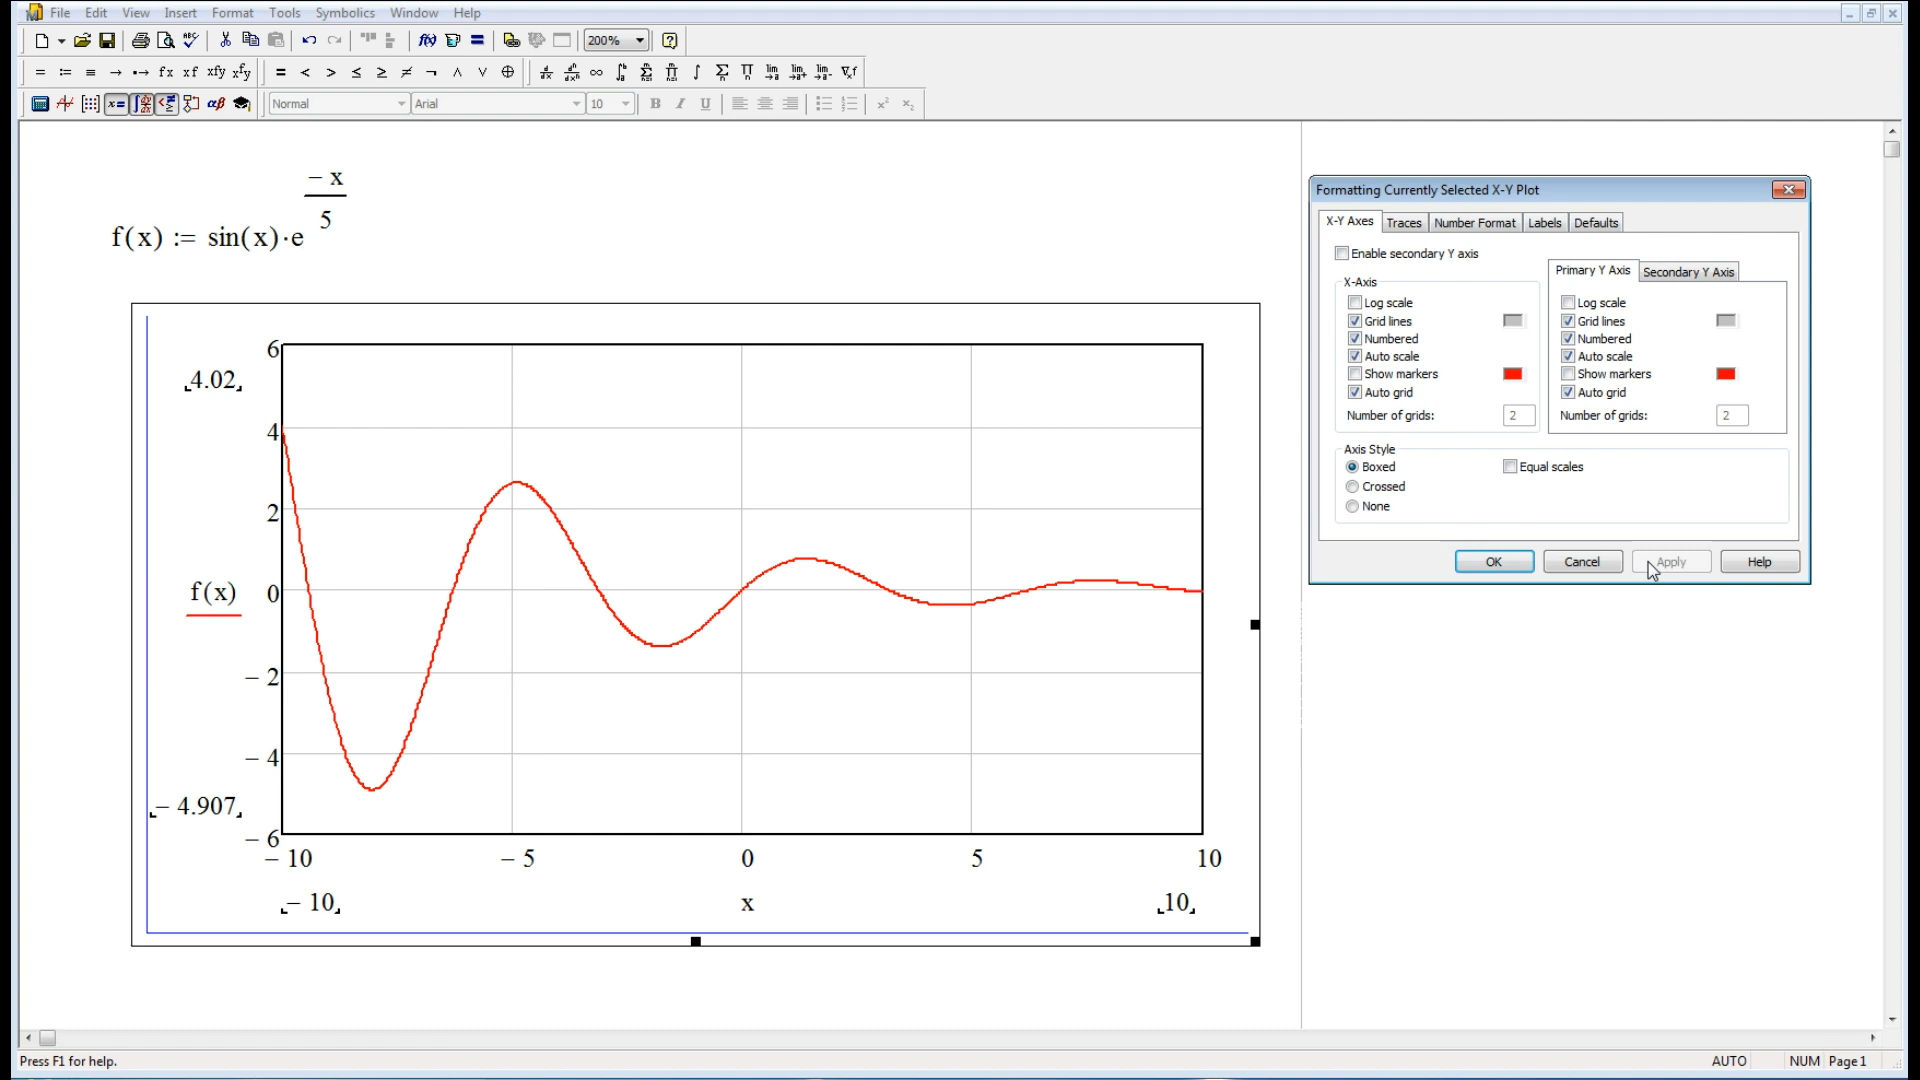 File Edit View Insert Format Tools Symbolics Window Help
200%
Normal Arial 10 B I U
− x
5
f(x) := sin(x)·e
6
4.02
4
2
f(x) 0
− 2
− 4
− 4.907
− 6
− 10 − 5 0 5 10
− 10 x 10
Formatting Currently Selected X-Y Plot
X-Y Axes Traces Number Format Labels Defaults
Enable secondary Y axis
Primary Y Axis Secondary Y Axis
X-Axis
Log scale Log scale
Grid lines Grid lines
Numbered Numbered
Auto scale Auto scale
Show markers Show markers
Auto grid Auto grid
Number of grids: 2 Number of grids: 2
Axis Style
Boxed Equal scales
Crossed
None
OK Cancel Apply Help
Press F1 for help. AUTO NUM Page 1